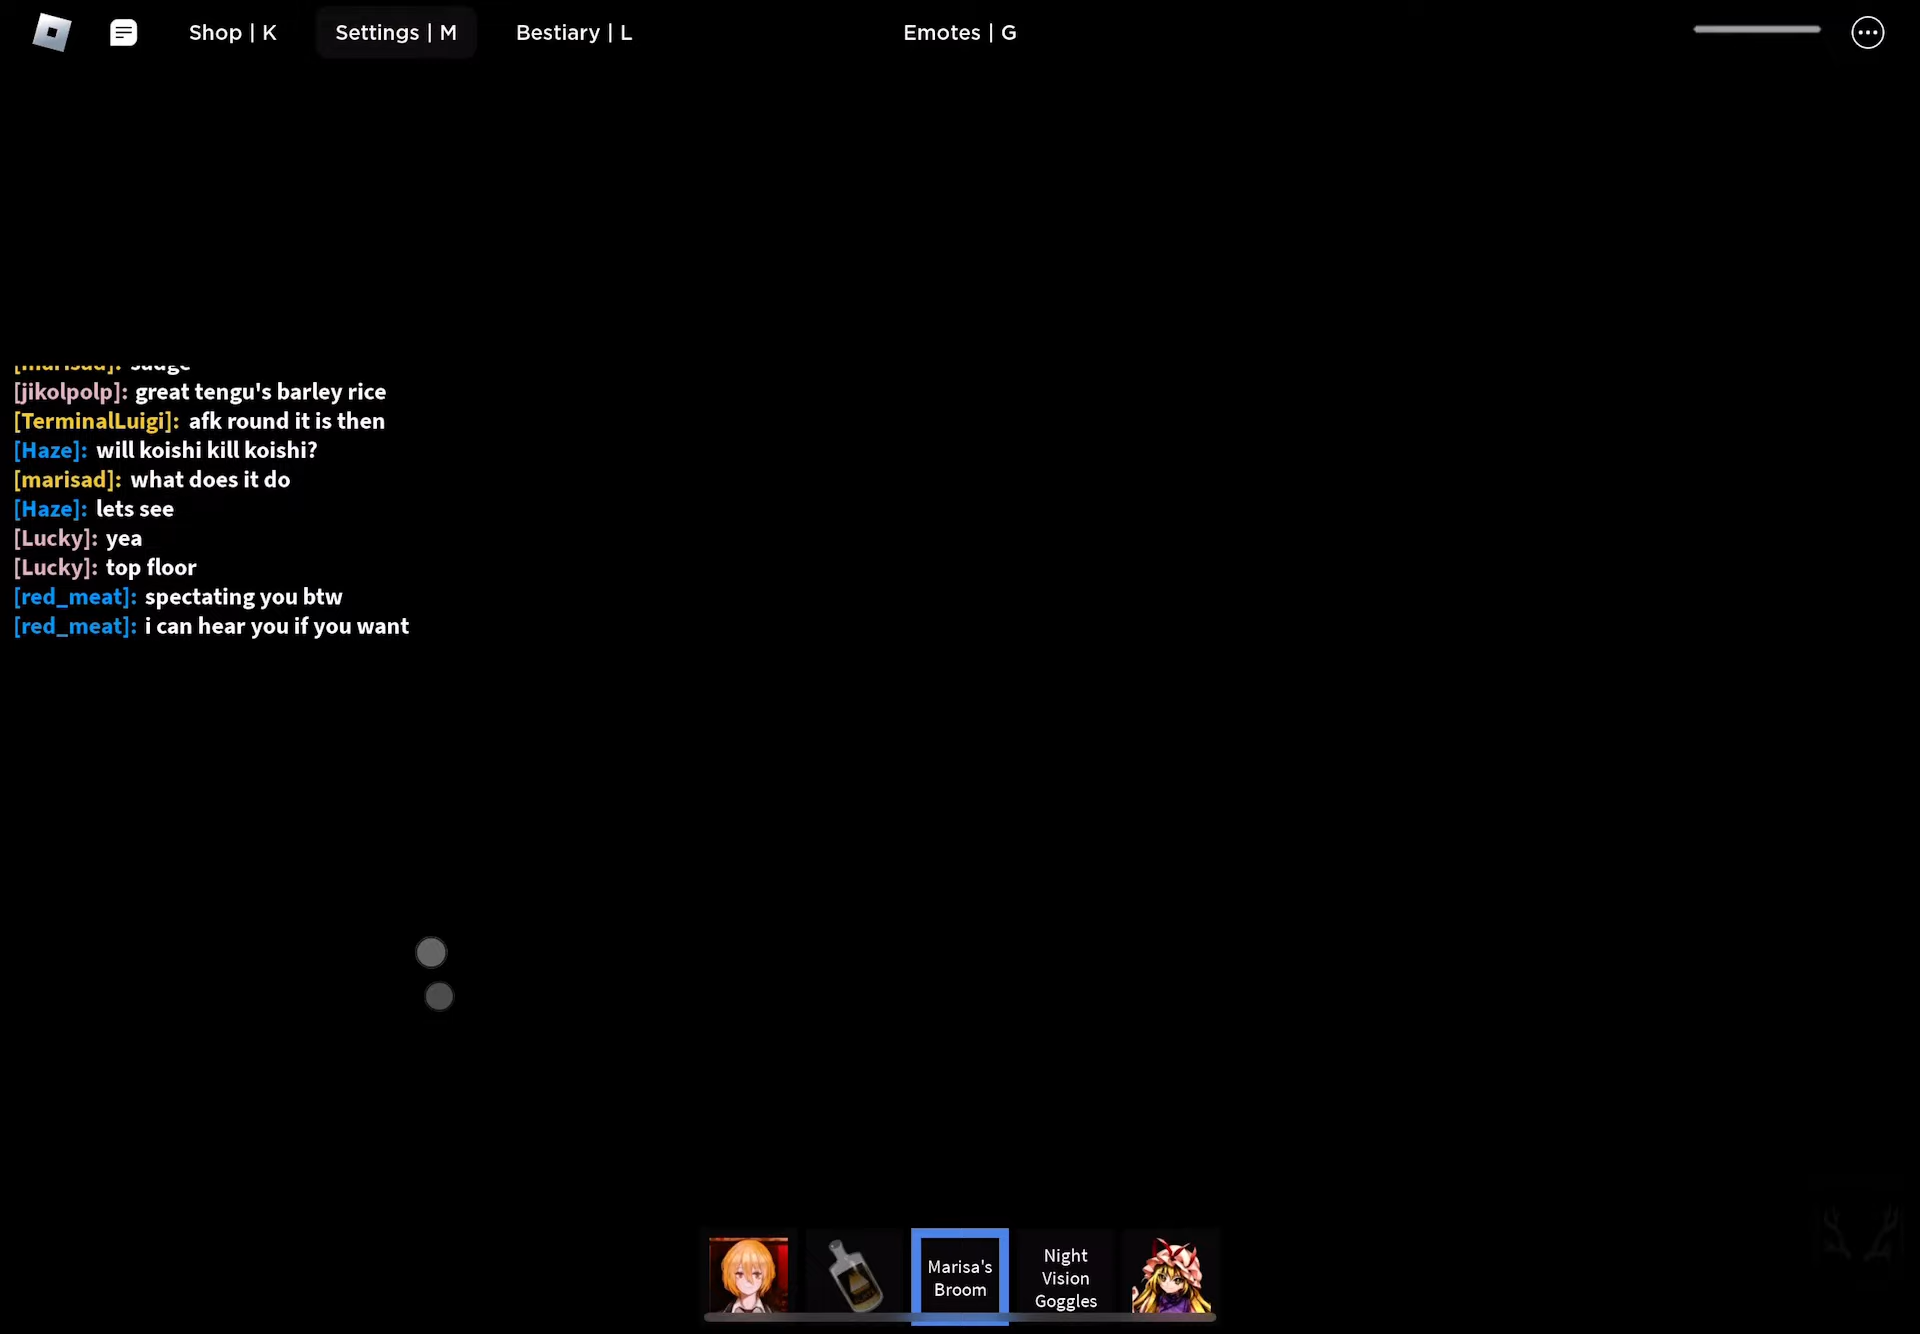 Shop | K
Settings | M
Bestiary | L
Emotes | G
[marisad]: sadge
[jikolpolp]: great tengu's barley rice
[TerminalLuigi]: afk round it is then
[Haze]: will koishi kill koishi?
[marisad]: what does it do
[Haze]: lets see
[Lucky]: yea
[Lucky]: top floor
[red_meat]: spectating you btw
[red_meat]: i can hear you if you want
Marisa's
Broom
Night
Vision
Goggles